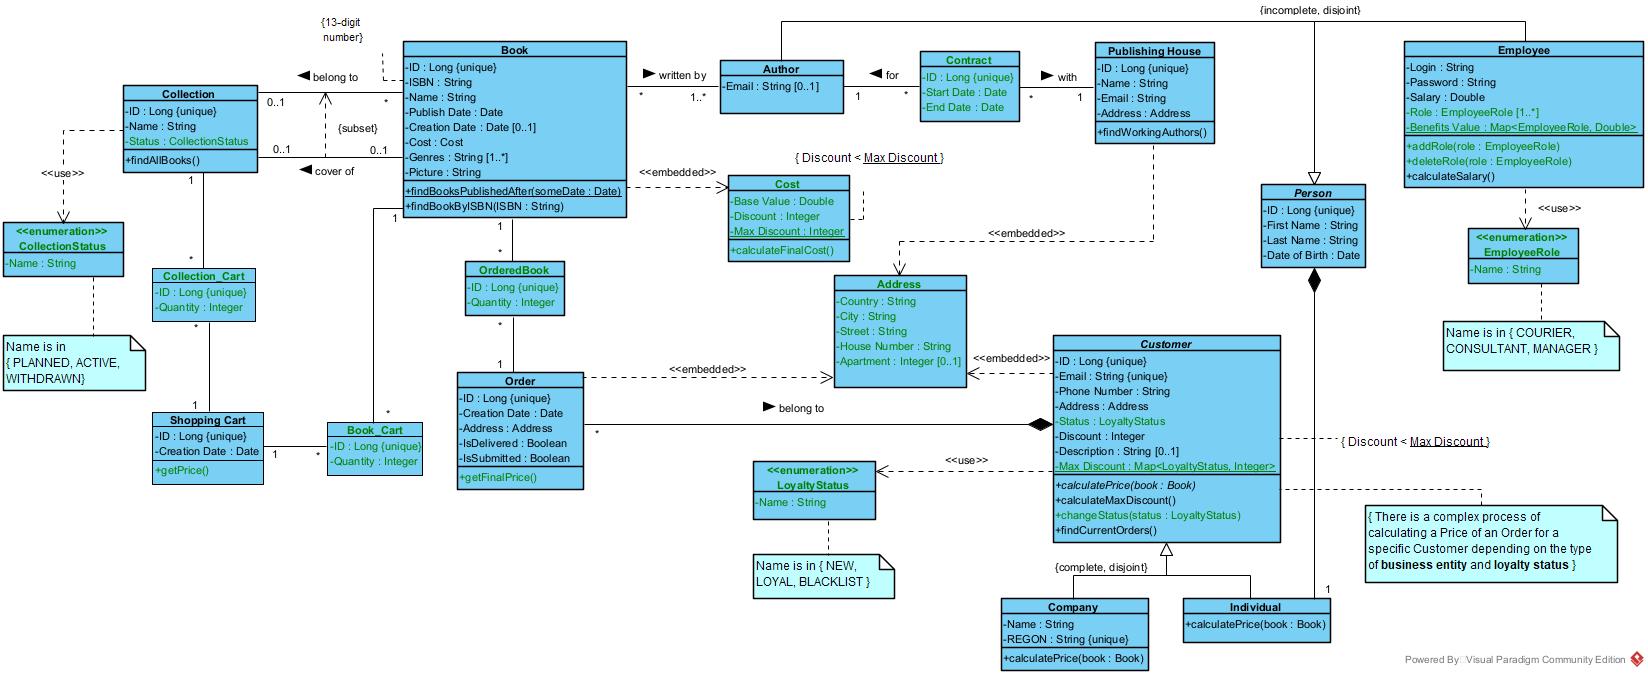 {incomplete, disjoint}
{13-digit
number}
Book
-ID : Long {unique}
-ISBN : String
-Name : String
-Publish Date : Date
-Creation Date : Date [0..1]
-Cost : Cost
-Genres : String [1..*]
-Picture : String
+findBooksPublishedAfter(someDate : Date)
+findBookByISBN(ISBN : String)
belong to
0..1
*
{subset}
0..1
0..1
cover of
Collection
-ID : Long {unique}
-Name : String
-Status : CollectionStatus
+findAllBooks()
<<use>>
<<enumeration>>
CollectionStatus
-Name : String
Name is in
{ PLANNED, ACTIVE,
WITHDRAWN}
1
*
Collection_Cart
-ID : Long {unique}
-Quantity : Integer
*
1
Shopping Cart
-ID : Long {unique}
-Creation Date : Date
+getPrice()
1
*
Book_Cart
-ID : Long {unique}
-Quantity : Integer
*
1
1
*
OrderedBook
-ID : Long {unique}
-Quantity : Integer
*
1
Order
-ID : Long {unique}
-Creation Date : Date
-Address : Address
-IsDelivered : Boolean
-IsSubmitted : Boolean
+getFinalPrice()
written by
*
1..*
Author
-Email : String [0..1]
for
1
*
Contract
-ID : Long {unique}
-Start Date : Date
-End Date : Date
with
*
1
Publishing House
-ID : Long {unique}
-Name : String
-Email : String
-Address : Address
+findWorkingAuthors()
{ Discount < Max Discount }
<<embedded>>
Cost
-Base Value : Double
-Discount : Integer
-Max Discount : Integer
+calculateFinalCost()
<<embedded>>
Address
-Country : String
-City : String
-Street : String
-House Number : String
-Apartment : Integer [0..1]
<<embedded>>
<<embedded>>
Employee
-Login : String
-Password : String
-Salary : Double
-Role : EmployeeRole [1..*]
-Benefits Value : Map<EmployeeRole, Double>
+addRole(role : EmployeeRole)
+deleteRole(role : EmployeeRole)
+calculateSalary()
<<use>>
<<enumeration>>
EmployeeRole
-Name : String
Name is in { COURIER,
CONSULTANT, MANAGER }
Person
-ID : Long {unique}
-First Name : String
-Last Name : String
-Date of Birth : Date
Customer
-ID : Long {unique}
-Email : String {unique}
-Phone Number : String
-Address : Address
-Status : LoyaltyStatus
-Discount : Integer
-Description : String [0..1]
-Max Discount : Map<LoyaltyStatus, Integer>
+calculatePrice(book : Book)
+calculateMaxDiscount()
+changeStatus(status : LoyaltyStatus)
+findCurrentOrders()
belong to
*
{ Discount < Max Discount }
<<use>>
<<enumeration>>
LoyaltyStatus
-Name : String
Name is in { NEW,
LOYAL, BLACKLIST }
{ There is a complex process of
calculating a Price of an Order for a
specific Customer depending on the type
of business entity and loyalty status }
{complete, disjoint}
1
Company
-Name : String
-REGON : String {unique}
+calculatePrice(book : Book)
Individual
+calculatePrice(book : Book)
Powered By Visual Paradigm Community Edition